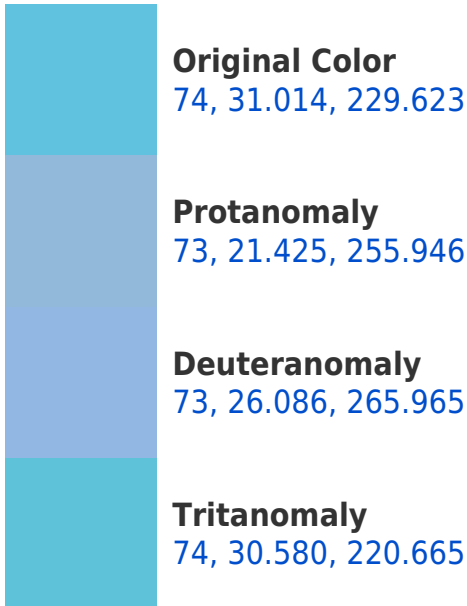 Original Color
74, 31.014, 229.623
Protanomaly
73, 21.425, 255.946
Deuteranomaly
73, 26.086, 265.965
Tritanomaly
74, 30.580, 220.665